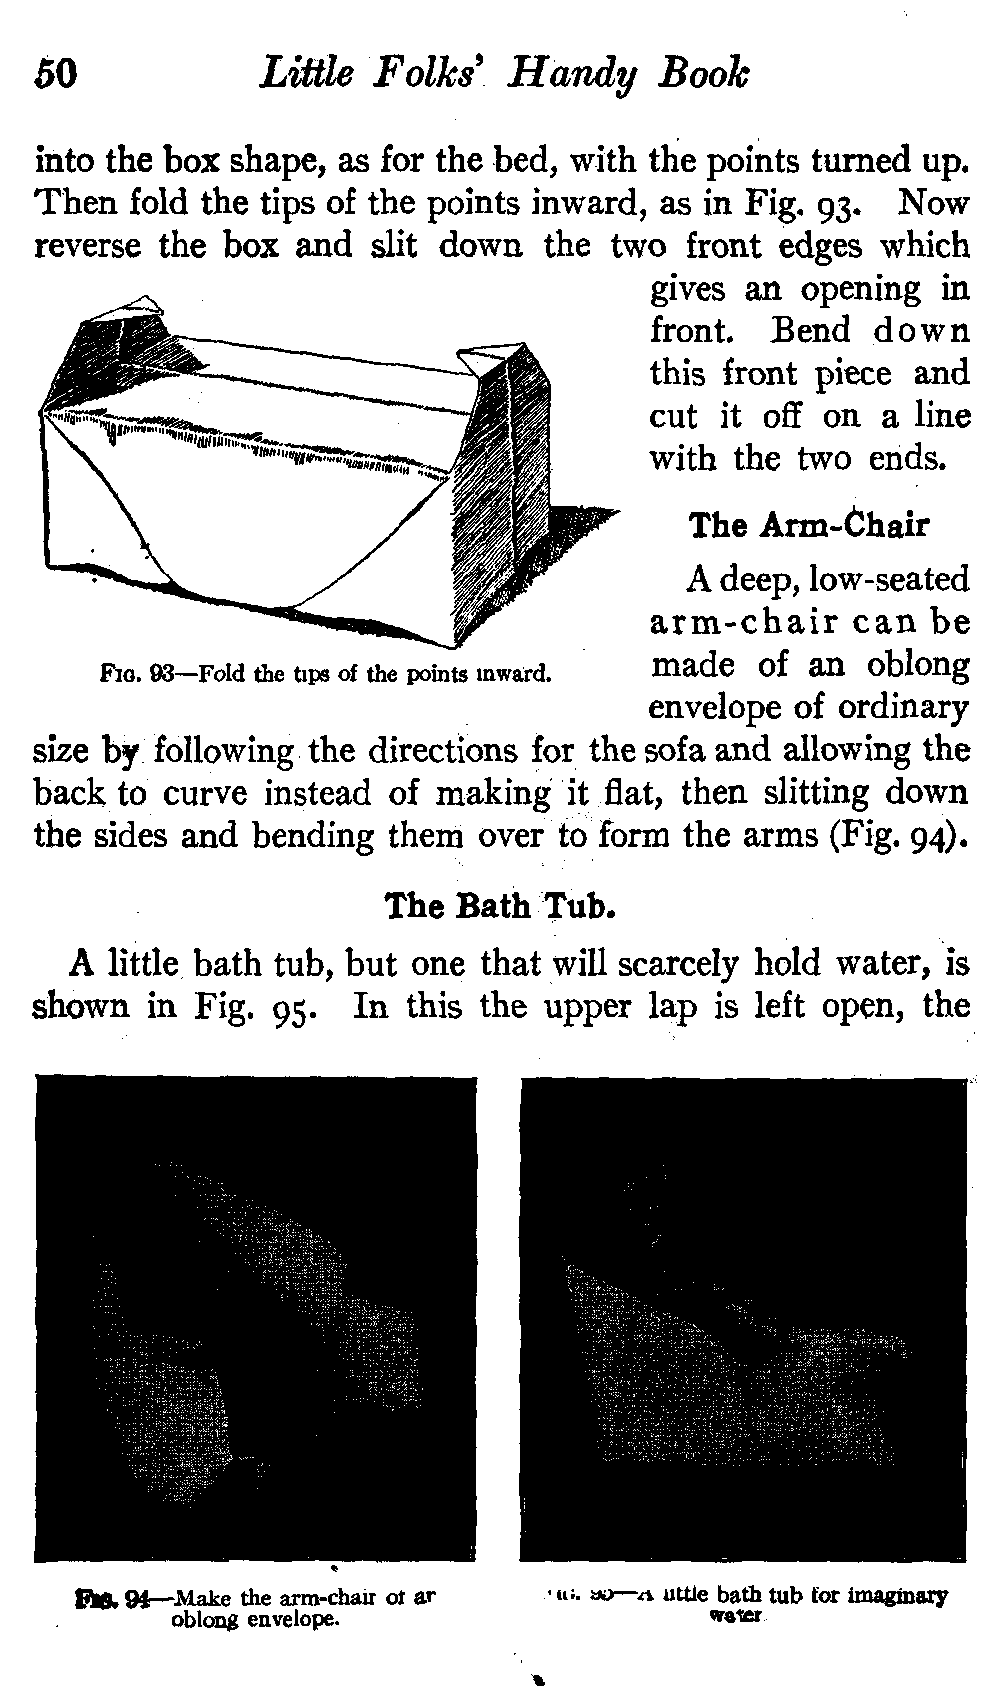 50 Little Folks' Handy Book
into the box shape, as for the bed, with the points turned up.
Then fold the tips of the points inward, as in Fig. 93. Now
reverse the box and slit down the two front edges which
gives an opening in
front. Bend down
this front piece and
cut it off on a line
with the two ends.
FIG. 93—Fold the tips of the points inward.
The Arm-Chair
A deep, low-seated
arm-chair can be
made of an oblong
envelope of ordinary
size by following the directions for the sofa and allowing the
back to curve instead of making it flat, then slitting down
the sides and bending them over to form the arms (Fig. 94).
The Bath Tub.
A little bath tub, but one that will scarcely hold water, is
shown in Fig. 95. In this the upper lap is left open, the
FIG. 94—Make the arm-chair of an
oblong envelope.
little bath tub for imaginary
water